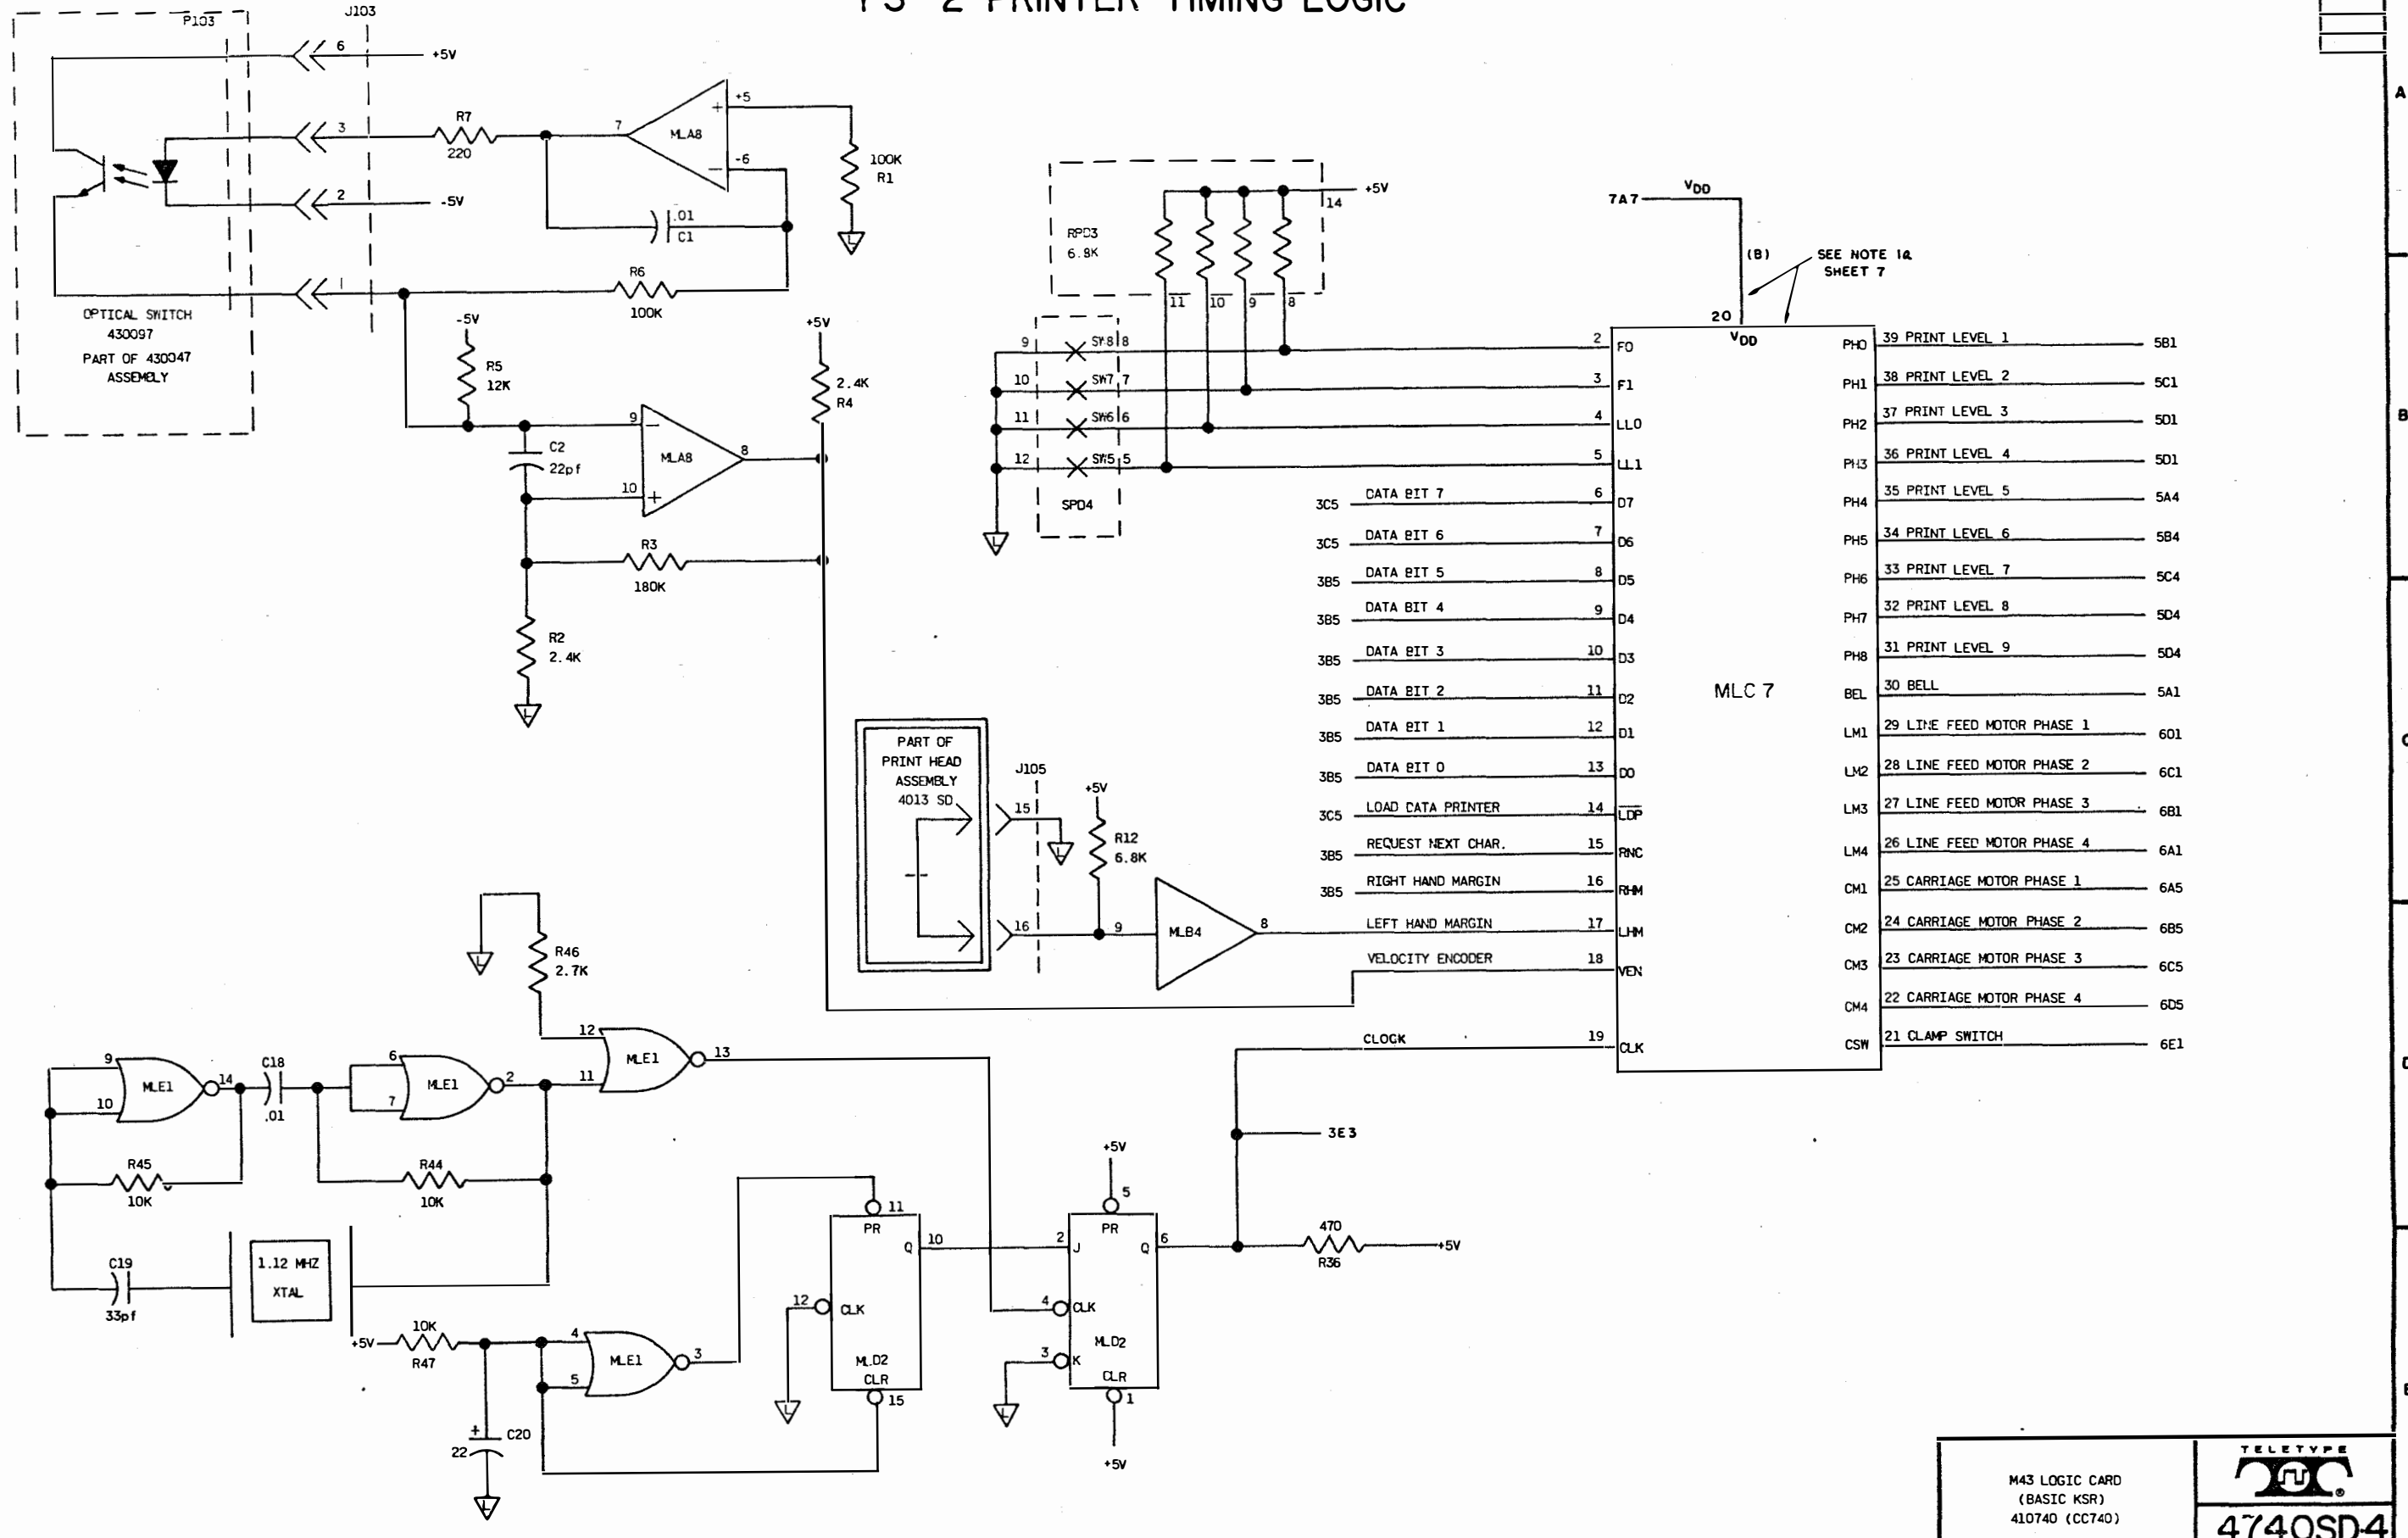 PRINTER TIMING LOGIC
P103
J103
6
+5V
3
R7
220
7
MLA8
+
+5
-
-6
100K
R1
2
-5V
.01
C1
1
R6
100K
OPTICAL SWITCH
430097
PART OF 430047
ASSEMBLY
-5V
R5
12K
C2
22pf
9
10
MLA8
-
+
8
+5V
2.4K
R4
R3
180K
R2
2.4K
RPD3
6.8K
+5V
14
11
10
9
8
9
SW8
8
10
SW7
7
11
SW6
6
12
SW5
5
SPD4
7A7
VDD
(B)
SEE NOTE 1Q
SHEET 7
20
VDD
MLC 7
2 F0
3 F1
4 LL0
5 LL1
3C5 DATA BIT 7 6 D7
3C5 DATA BIT 6 7 D6
3B5 DATA BIT 5 8 D5
3B5 DATA BIT 4 9 D4
3B5 DATA BIT 3 10 D3
3B5 DATA BIT 2 11 D2
3B5 DATA BIT 1 12 D1
3B5 DATA BIT 0 13 D0
3C5 LOAD DATA PRINTER 14 LDP
3B5 REQUEST NEXT CHAR. 15 RNC
3B5 RIGHT HAND MARGIN 16 RHM
LEFT HAND MARGIN 17 LHM
VELOCITY ENCODER 18 VEN
CLOCK 19 CLK
PH0 39 PRINT LEVEL 1 5B1
PH1 38 PRINT LEVEL 2 5C1
PH2 37 PRINT LEVEL 3 5D1
PH3 36 PRINT LEVEL 4 5D1
PH4 35 PRINT LEVEL 5 5A4
PH5 34 PRINT LEVEL 6 5B4
PH6 33 PRINT LEVEL 7 5C4
PH7 32 PRINT LEVEL 8 5D4
PH8 31 PRINT LEVEL 9 5D4
BEL 30 BELL 5A1
LM1 29 LINE FEED MOTOR PHASE 1 6D1
LM2 28 LINE FEED MOTOR PHASE 2 6C1
LM3 27 LINE FEED MOTOR PHASE 3 6B1
LM4 26 LINE FEED MOTOR PHASE 4 6A1
CM1 25 CARRIAGE MOTOR PHASE 1 6A5
CM2 24 CARRIAGE MOTOR PHASE 2 6B5
CM3 23 CARRIAGE MOTOR PHASE 3 6C5
CM4 22 CARRIAGE MOTOR PHASE 4 6D5
CSW 21 CLAMP SWITCH 6E1
PART OF
PRINT HEAD
ASSEMBLY
4013 SD
J105
15
16
+5V
R12
6.8K
9
MLB4
8
R46
2.7K
9
10
MLE1
14
C18
.01
6
7
MLE1
2
12
11
MLE1
13
R45
10K
R44
10K
C19
33pf
1.12 MHZ
XTAL
+5V
10K
R47
4
5
MLE1
3
+
22
C20
11
PR
Q
10
12
CLK
MLD2
CLR
15
+5V
5
PR
2
J
Q
6
4
CLK
MLD2
3
K
CLR
1
+5V
3E3
470
R36
+5V
A
B
M43 LOGIC CARD
(BASIC KSR)
410740 (CC740)
TELETYPE
4740SD-4